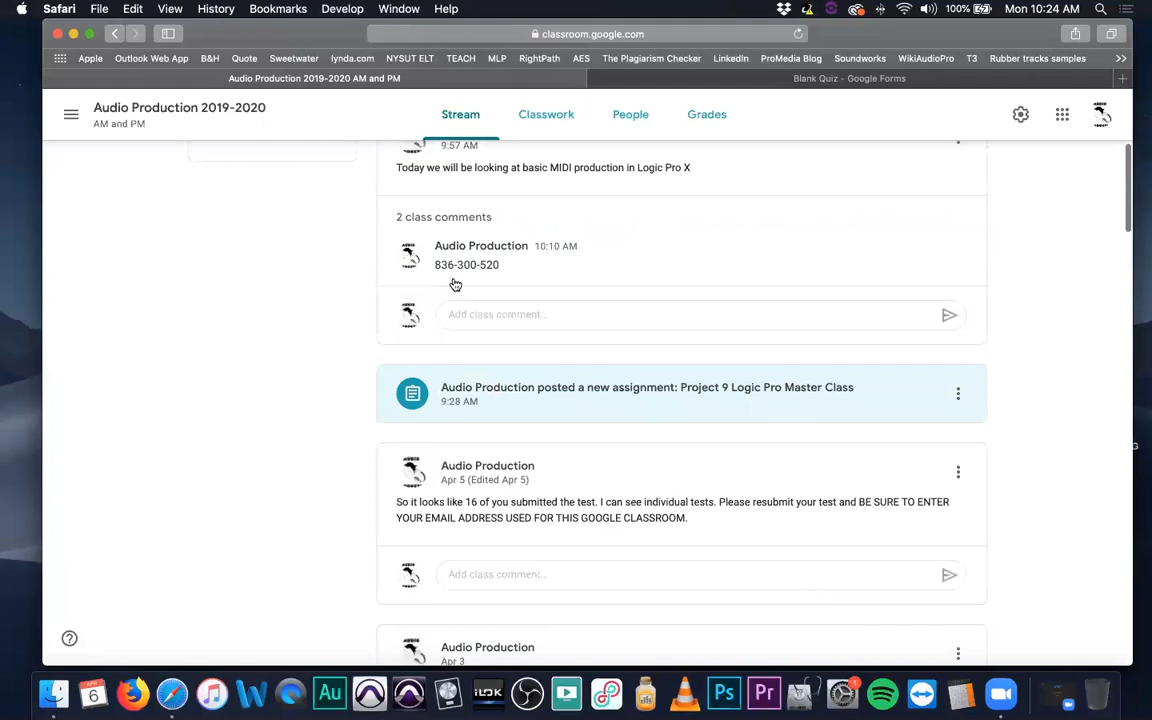 Safari File Edit View History Bookmarks Develop Window Help 100% Mon 10:24 AM
classroom.google.com
Apple Outlook Web App B&H Quote Sweetwater lynda.com NYSUT ELT TEACH MLP RightPath AES The Plagiarism Checker LinkedIn ProMedia Blog Soundworks WikiAudioPro T3 Rubber tracks samples >>
Audio Production 2019-2020 AM and PM Blank Quiz - Google Forms +
Audio Production 2019-2020
AM and PM
Stream Classwork People Grades
9:57 AM
Today we will be looking at basic MIDI production in Logic Pro X
2 class comments
Audio Production 10:10 AM
836-300-520
Add class comment...
Audio Production posted a new assignment: Project 9 Logic Pro Master Class
9:28 AM
Audio Production
Apr 5 (Edited Apr 5)
So it looks like 16 of you submitted the test. I can see individual tests. Please resubmit your test and BE SURE TO ENTER
YOUR EMAIL ADDRESS USED FOR THIS GOOGLE CLASSROOM.
Add class comment...
Audio Production
Apr 3
APR
6
W
Au
iLOK
Ps
Pr
1